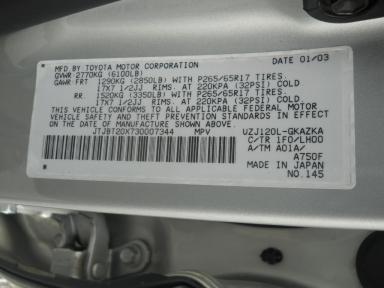 MFD. BY TOYOTA MOTOR CORPORATION DATE 01/03
GVWR 2770KG (6100LB)
GAWR FRT 1290KG (2850LB) WITH P265/65R17 TIRES,
17X7 1/2JJ RIMS, AT 220KPA (32PSI) COLD
RR. 1520KG (3350LB) WITH P265/65R17 TIRES,
17X7 1/2JJ RIMS, AT 220KPA (32PSI) COLD
THIS VEHICLE CONFORMS TO ALL APPLICABLE FEDERAL MOTOR
VEHICLE SAFETY AND THEFT PREVENTION STANDARDS IN EFFECT
ON THE DATE OF MANUFACTURE SHOWN ABOVE.
JTJBT20X730007344 MPV UZJ120L-GKAZKA
C/TR 1F0/LH00
A/TM A01A/
A750F
MADE IN
JAPAN
NO.145